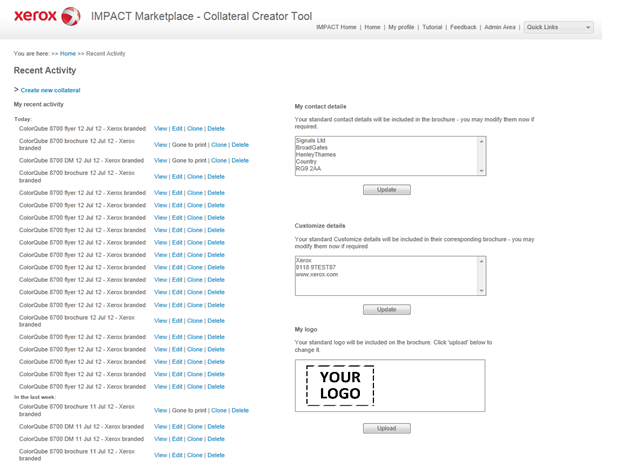 xerox IMPACT Marketplace - Collateral Creator Tool
IMPACT Home | Home | My profile | Tutorial | Feedback | Admin Area | Quick Links
You are here: >> Home >> Recent Activity
Recent Activity
> Create new collateral
My recent activity
Today:
ColorQube 8700 flyer 12 Jul 12 - Xerox branded View | Edit | Clone | Delete
ColorQube 8700 brochure 12 Jul 12 - Xerox
branded View | Gone to print | Clone | Delete
ColorQube 8700 DM 12 Jul 12 - Xerox branded View | Gone to print | Clone | Delete
ColorQube 8700 brochure 12 Jul 12 - Xerox
branded View | Edit | Clone | Delete
ColorQube 8700 flyer 12 Jul 12 - Xerox branded View | Edit | Clone | Delete
ColorQube 8700 flyer 12 Jul 12 - Xerox branded View | Edit | Clone | Delete
ColorQube 8700 flyer 12 Jul 12 - Xerox branded View | Edit | Clone | Delete
ColorQube 8700 flyer 12 Jul 12 - Xerox branded View | Edit | Clone | Delete
ColorQube 8700 flyer 12 Jul 12 - Xerox branded View | Edit | Clone | Delete
ColorQube 8700 flyer 12 Jul 12 - Xerox branded View | Edit | Clone | Delete
ColorQube 8700 flyer 12 Jul 12 - Xerox branded View | Edit | Clone | Delete
ColorQube 8700 flyer 12 Jul 12 - Xerox branded View | Edit | Clone | Delete
ColorQube 8700 flyer 12 Jul 12 - Xerox branded View | Edit | Clone | Delete
ColorQube 8700 flyer 12 Jul 12 - Xerox branded View | Edit | Clone | Delete
ColorQube 8700 brochure 12 Jul 12 - Xerox
branded View | Edit | Clone | Delete
ColorQube 8700 flyer 12 Jul 12 - Xerox branded View | Edit | Clone | Delete
ColorQube 8700 flyer 12 Jul 12 - Xerox branded View | Edit | Clone | Delete
ColorQube 8700 flyer 12 Jul 12 - Xerox branded View | Edit | Clone | Delete
ColorQube 8700 flyer 12 Jul 12 - Xerox branded View | Edit | Clone | Delete
ColorQube 8700 flyer 12 Jul 12 - Xerox branded View | Edit | Clone | Delete
In the last week:
ColorQube 8700 brochure 11 Jul 12 - Xerox
branded View | Gone to print | Clone | Delete
ColorQube 8700 DM 11 Jul 12 - Xerox branded View | Edit | Clone | Delete
ColorQube 8700 DM 11 Jul 12 - Xerox branded View | Edit | Clone | Delete
ColorQube 8700 brochure 11 Jul 12 - Xerox
branded View | Edit | Clone | Delete
My contact details
Your standard contact details will be included in the brochure - you may modify them now if
required.
Signals Ltd
BroadGates
HenleyThames
Country
RG9 2AA
Update
Customize details
Your standard Customize details will be included in their corresponding brochure - you may
modify them now if required
Xerox
0118 9TEST87
www.xerox.com
Update
My logo
Your standard logo will be included on the brochure. Click 'upload' below to
change it.
YOUR
LOGO
Upload